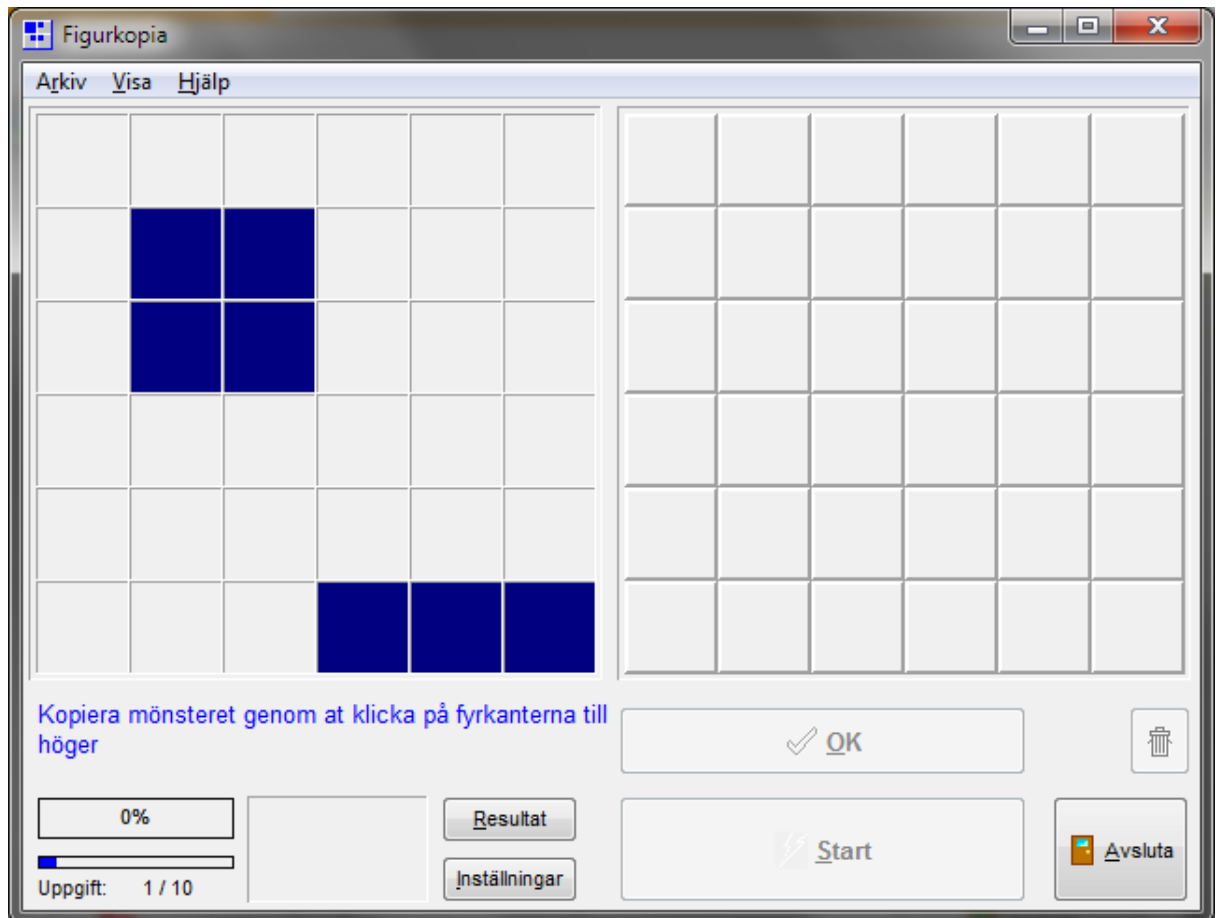 Figurkopia
Arkiv Visa Hjälp
Kopiera mönsteret genom at klicka på fyrkanterna till
höger
OK
0%
Resultat
Start
Avsluta
Uppgift: 1 / 10
Inställningar